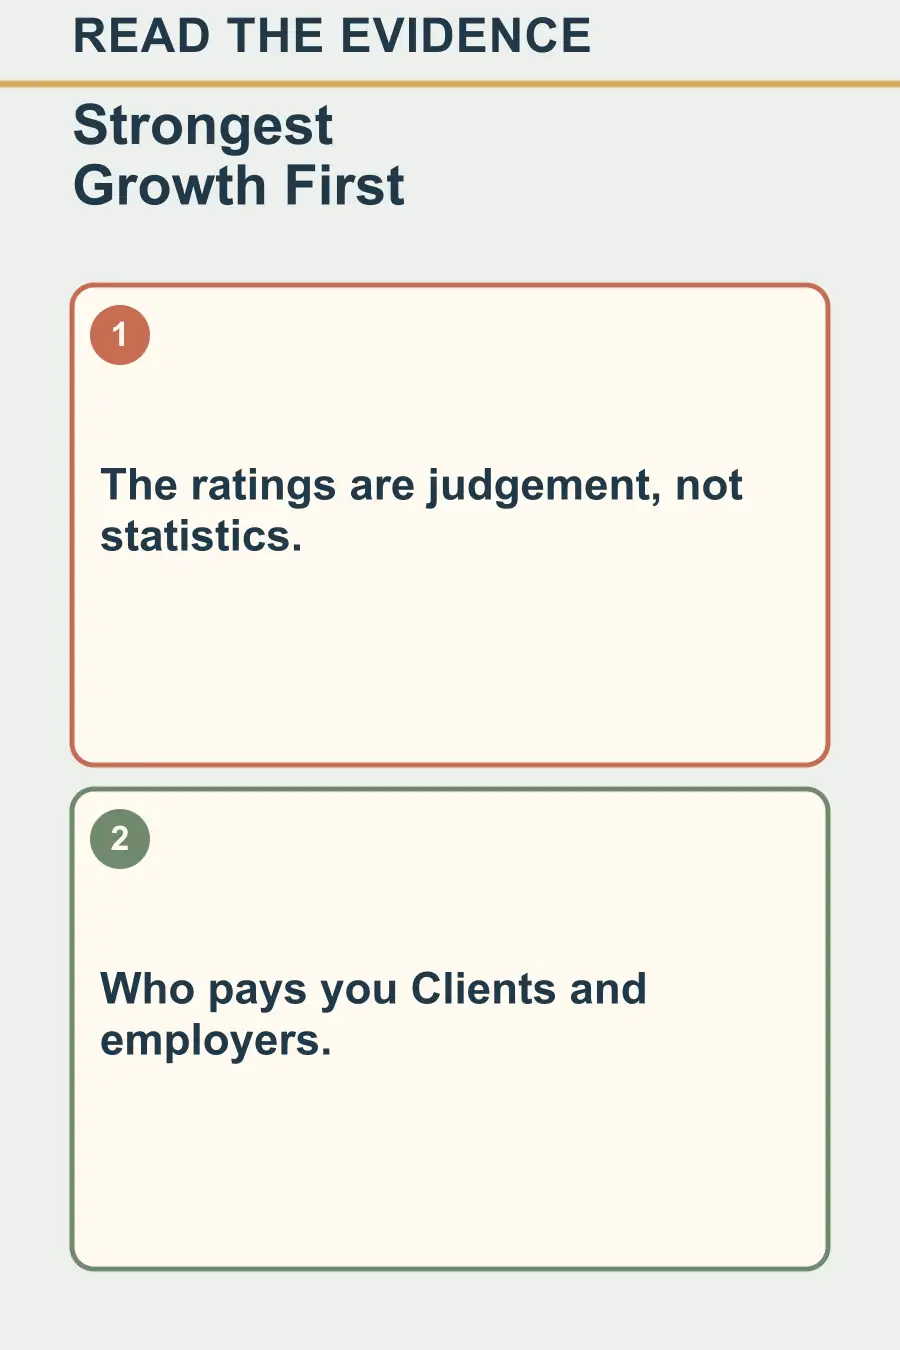 READ THE EVIDENCE
Strongest
Growth First
1
The ratings are judgement, not
statistics.
2
Who pays you Clients and
employers.